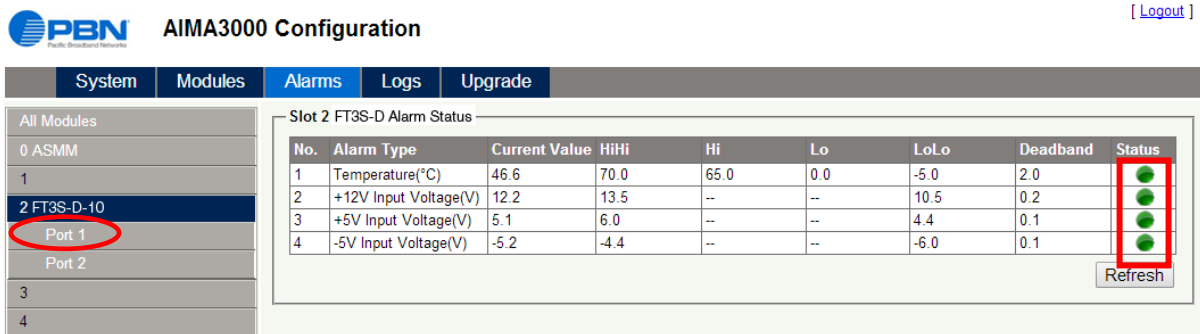 [ Logout ]
PBN
Pacific Broadband Networks
AIMA3000 Configuration
System Modules Alarms Logs Upgrade
All Modules
0 ASMM
1
2 FT3S-D-10
Port 1
Port 2
3
4
Slot 2 FT3S-D Alarm Status
No. Alarm Type Current Value HiHi Hi Lo LoLo Deadband Status
1 Temperature(°C) 46.6 70.0 65.0 0.0 -5.0 2.0
2 +12V Input Voltage(V) 12.2 13.5 -- -- 10.5 0.2
3 +5V Input Voltage(V) 5.1 6.0 -- -- 4.4 0.1
4 -5V Input Voltage(V) -5.2 -4.4 -- -- -6.0 0.1
Refresh